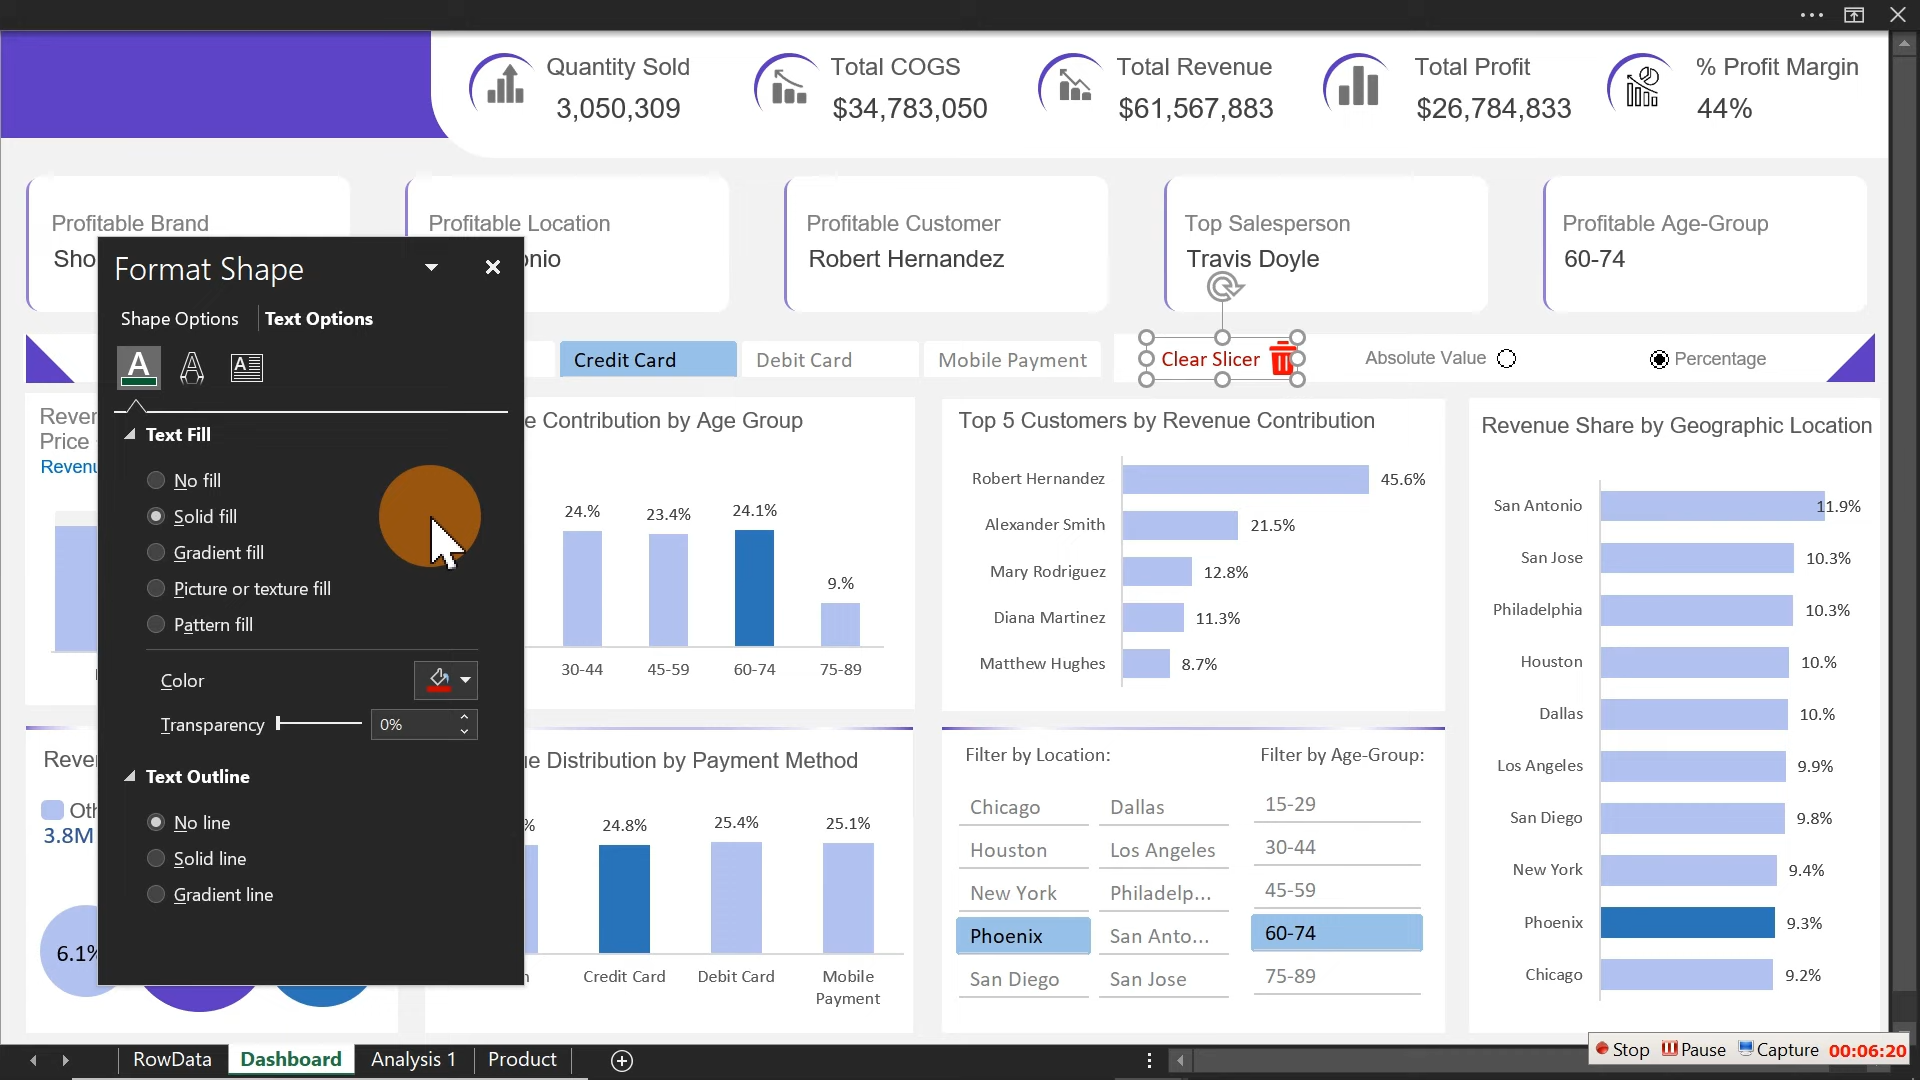 Quantity Sold
3,050,309
Total COGS
$34,783,050
Total Revenue
$61,567,883
Total Profit
$26,784,833
% Profit Margin
44%
Profitable Brand
Sho
Profitable Location
onio
Profitable Customer
Robert Hernandez
Top Salesperson
Travis Doyle
Profitable Age-Group
60-74
Format Shape
Shape Options
Text Options
Text Fill
No fill
Solid fill
Gradient fill
Picture or texture fill
Pattern fill
Color
Transparency
0%
Text Outline
No line
Solid line
Gradient line
Credit Card
Debit Card
Mobile Payment
Clear Slicer
Absolute Value
Percentage
Reven
Price
Revenu
e Contribution by Age Group
24.%
23.4%
24.1%
9.%
30-44
45-59
60-74
75-89
Top 5 Customers by Revenue Contribution
Robert Hernandez 45.6%
Alexander Smith 21.5%
Mary Rodriguez 12.8%
Diana Martinez 11.3%
Matthew Hughes 8.7%
Revenue Share by Geographic Location
San Antonio 11.9%
San Jose 10.3%
Philadelphia 10.3%
Houston 10.%
Dallas 10.%
Los Angeles 9.9%
San Diego 9.8%
New York 9.4%
Phoenix 9.3%
Chicago 9.2%
Reven
Oth
3.8M
6.1%
ue Distribution by Payment Method
%
24.8%
25.4%
25.1%
n
Credit Card
Debit Card
Mobile
Payment
Filter by Location:
Chicago
Dallas
Houston
Los Angeles
New York
Philadelp...
Phoenix
San Anto...
San Diego
San Jose
Filter by Age-Group:
15-29
30-44
45-59
60-74
75-89
RowData
Dashboard
Analysis 1
Product
Stop
Pause
Capture
00:06:20